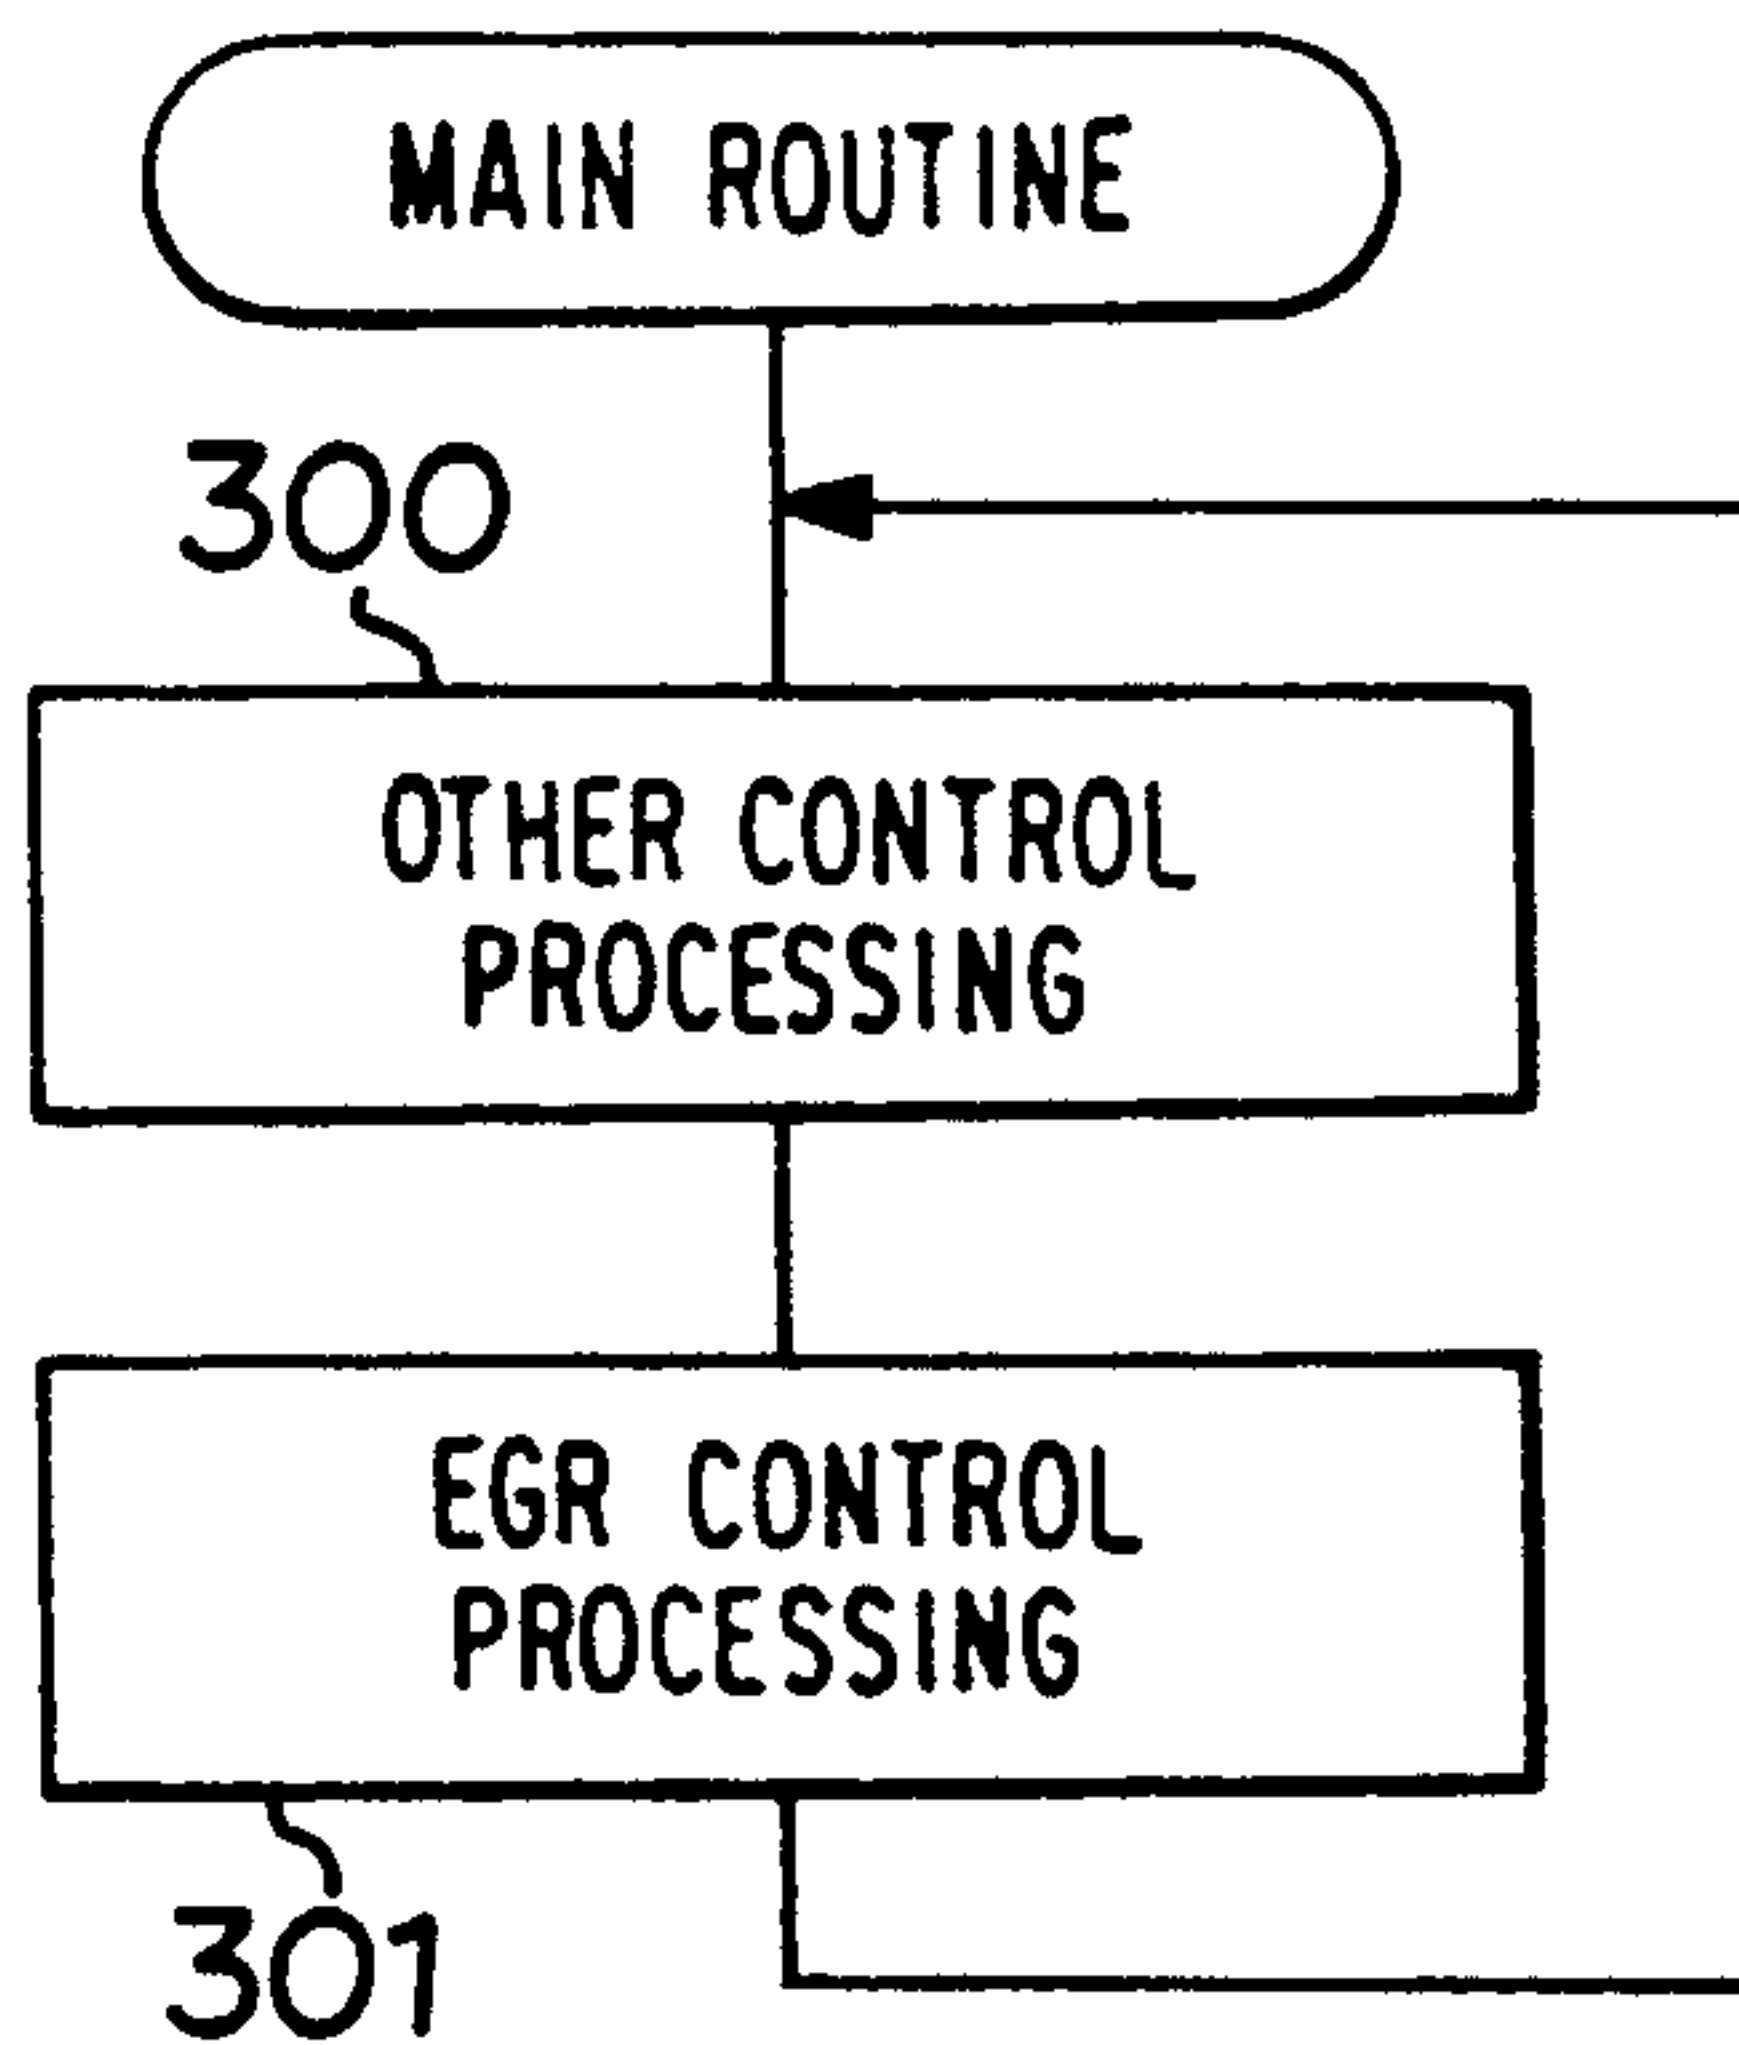 MAIN ROUTINE
300
OTHER CONTROL
PROCESSING
EGR CONTROL
PROCESSING
301